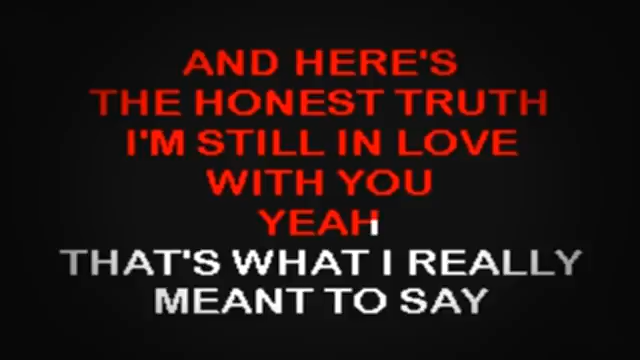 AND HERE'S
THE HONEST TRUTH
I'M STILL IN LOVE
WITH YOU
YEAH
THAT'S WHAT I REALLY
MEANT TO SAY